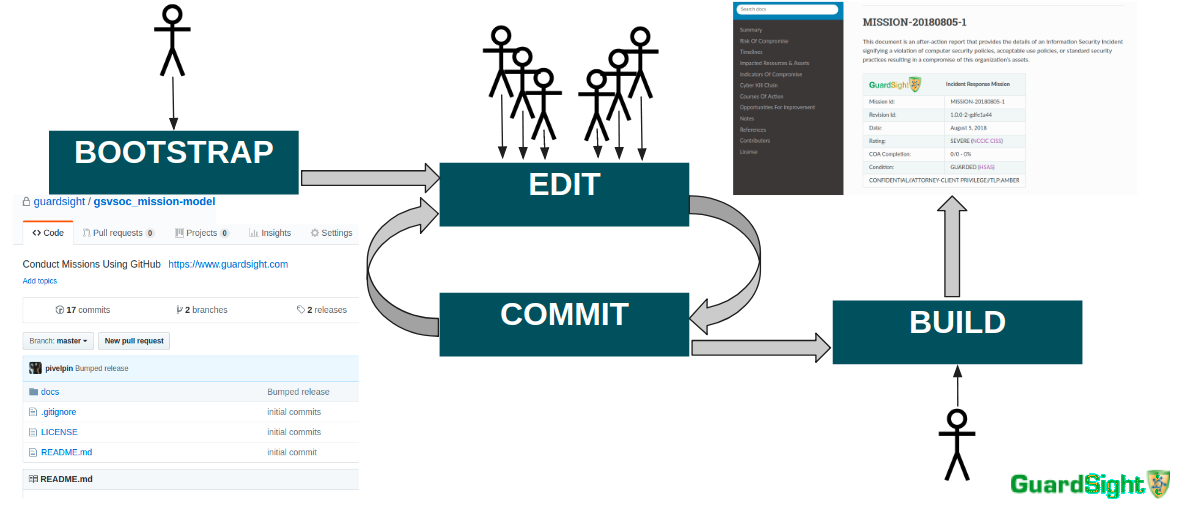 BOOTSTRAP
EDIT
COMMIT
BUILD
guardsight / gsvsoc_mission-model
Code Pull requests 0 Projects 0 Insights Settings
Conduct Missions Using GitHub https://www.guardsight.com
Add topics
17 commits 2 branches 2 releases
Branch: master New pull request
pivelpin Bumped release
docs Bumped release
.gitignore initial commits
LICENSE initial commits
README.md initial commit
README.md
Search docs
Summary
Risk Of Compromise
Timelines
Impacted Resources & Assets
Indicators Of Compromise
Cyber Kill Chain
Courses Of Action
Opportunities For Improvement
Notes
References
Contributors
License
MISSION-20180805-1
This document is an after-action report that provides the details of an Information Security Incident
signifying a violation of computer security policies, acceptable use policies, or standard security
practices resulting in a compromise of this organization's assets.
GuardSight Incident Response Mission
Mission Id: MISSION-20180805-1
Revision Id: 1.0.0-2-gdfe1a44
Date: August 5, 2018
Rating: SEVERE (NCCIC CISS)
COA Completion: 0/0 - 0%
Condition: GUARDED (HSAS)
CONFIDENTIAL/ATTORNEY-CLIENT PRIVILEGE/TLP:AMBER
GuardSight